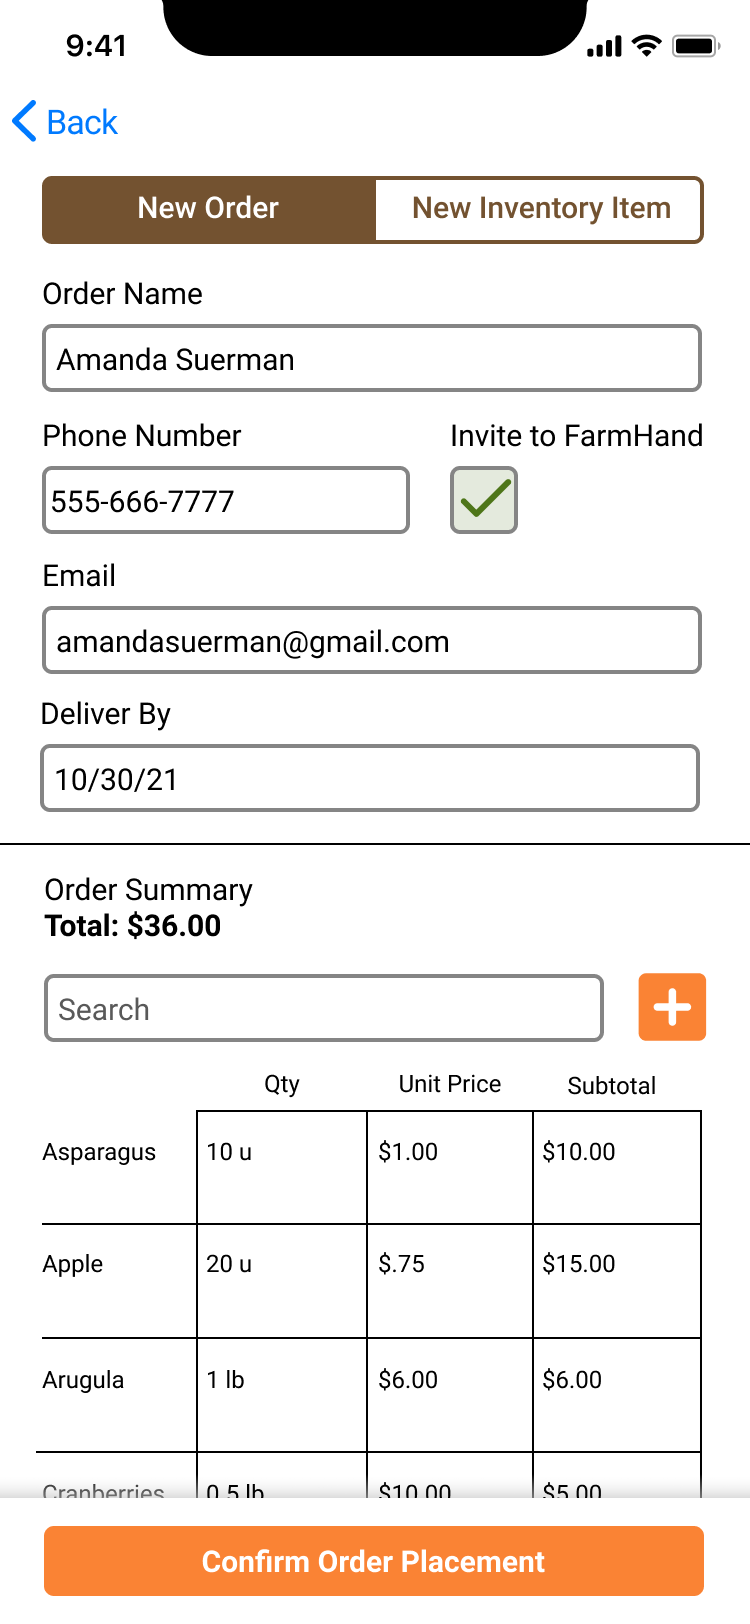 9:41
Back
New Order New Inventory Item
Order Name
Amanda Suerman
Phone Number Invite to FarmHand
555-666-7777
Email
amandasuerman@gmail.com
Deliver By
10/30/21
Order Summary
Total: $36.00
Search
Qty Unit Price Subtotal
Asparagus 10 u $1.00 $10.00
Apple 20 u $.75 $15.00
Arugula 1 lb $6.00 $6.00
Cranberries 0.5 lb $10.00 $5.00
Confirm Order Placement